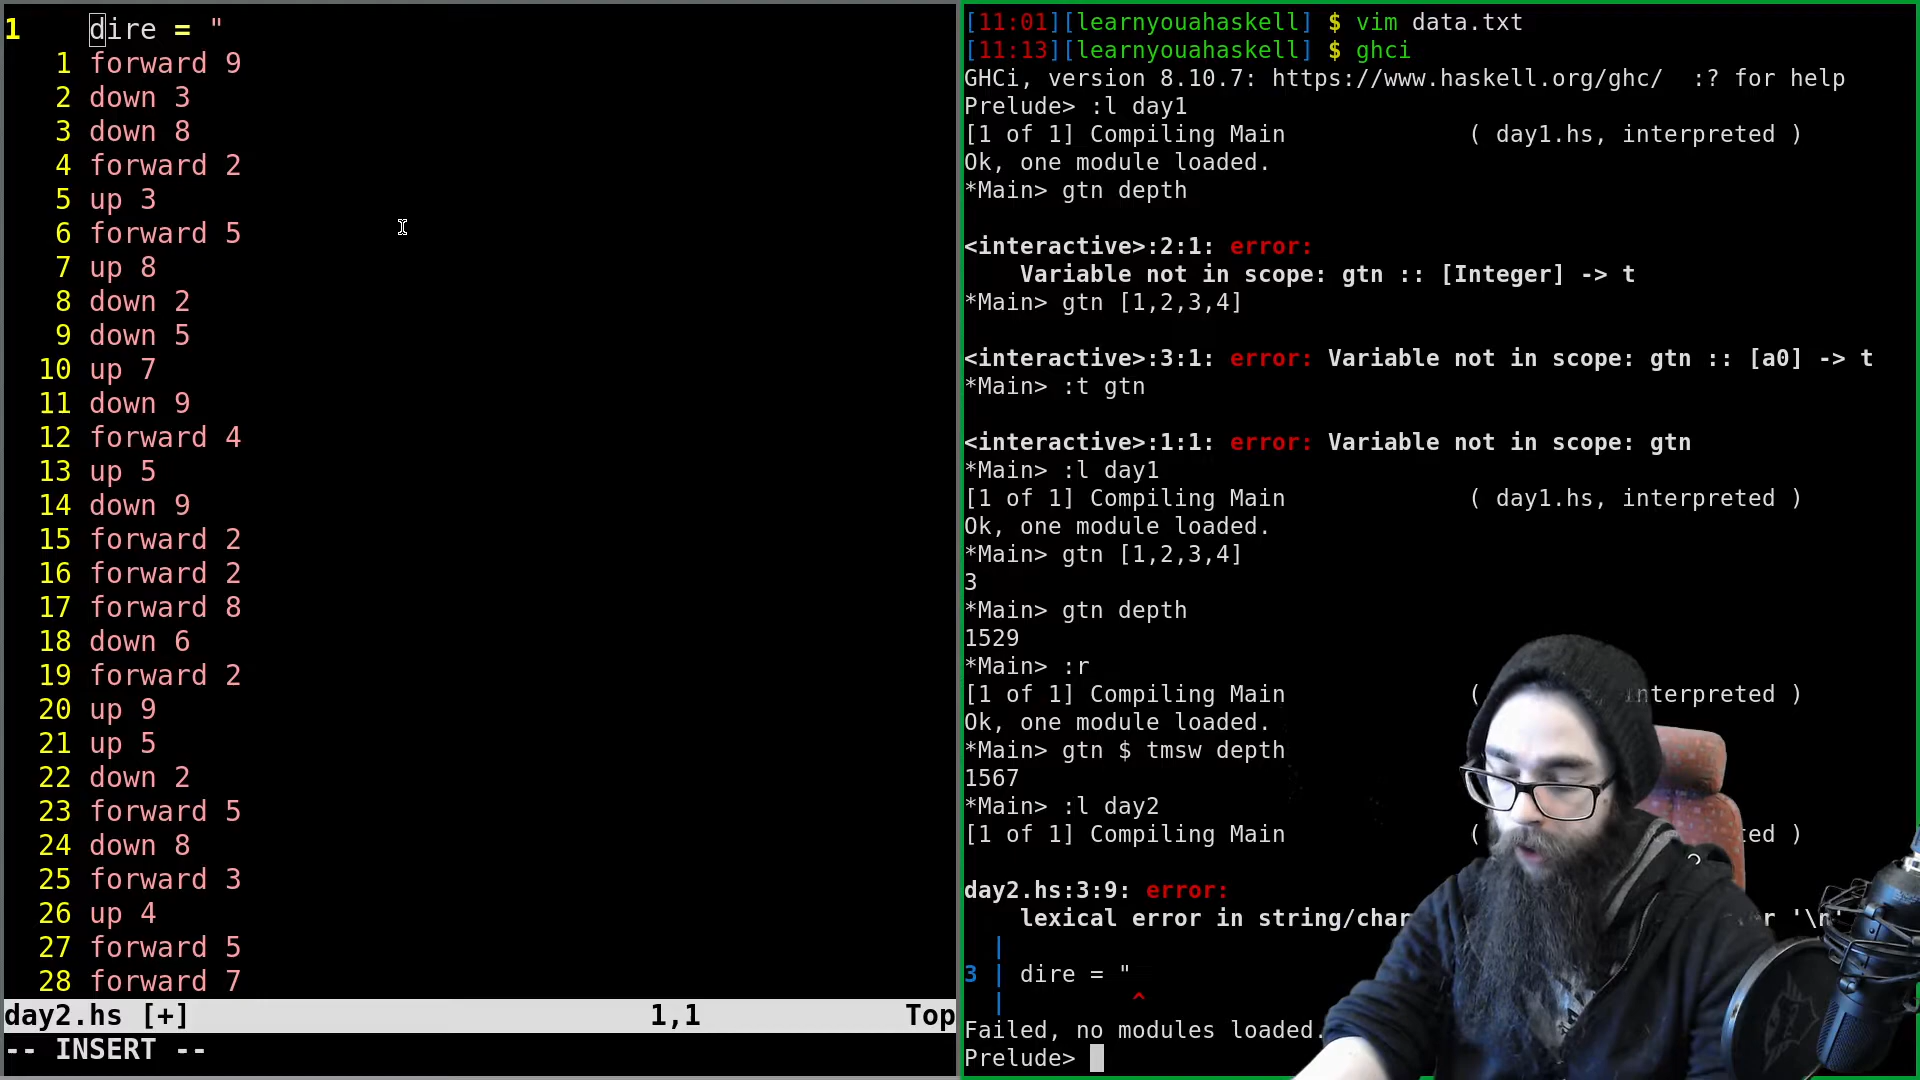 1 dire = "
1 forward 9
2 down 3
3 down 8
4 forward 2
5 up 3
6 forward 5
7 up 8
8 down 2
9 down 5
10 up 7
11 down 9
12 forward 4
13 up 5
14 down 9
15 forward 2
16 forward 2
17 forward 8
18 down 6
19 forward 2
20 up 9
21 up 5
22 down 2
23 forward 5
24 down 8
25 forward 3
26 up 4
27 forward 5
28 forward 7
day2.hs [+] 1,1 Top
-- INSERT --
[11:01][learnyouahaskell] $ vim data.txt
[11:13][learnyouahaskell] $ ghci
GHCi, version 8.10.7: https://www.haskell.org/ghc/ :? for help
Prelude> :l day1
[1 of 1] Compiling Main ( day1.hs, interpreted )
Ok, one module loaded.
*Main> gtn depth
<interactive>:2:1: error:
Variable not in scope: gtn :: [Integer] -> t
*Main> gtn [1,2,3,4]
<interactive>:3:1: error: Variable not in scope: gtn :: [a0] -> t
*Main> :t gtn
<interactive>:1:1: error: Variable not in scope: gtn
*Main> :l day1
[1 of 1] Compiling Main ( day1.hs, interpreted )
Ok, one module loaded.
*Main> gtn [1,2,3,4]
3
*Main> gtn depth
1529
*Main> :r
[1 of 1] Compiling Main ( interpreted )
Ok, one module loaded.
*Main> gtn $ tmsw depth
1567
*Main> :l day2
[1 of 1] Compiling Main ( ted )
day2.hs:3:9: error:
lexical error in string/char r '\n'
|
3 | dire = "
| ^
Failed, no modules loaded.
Prelude>